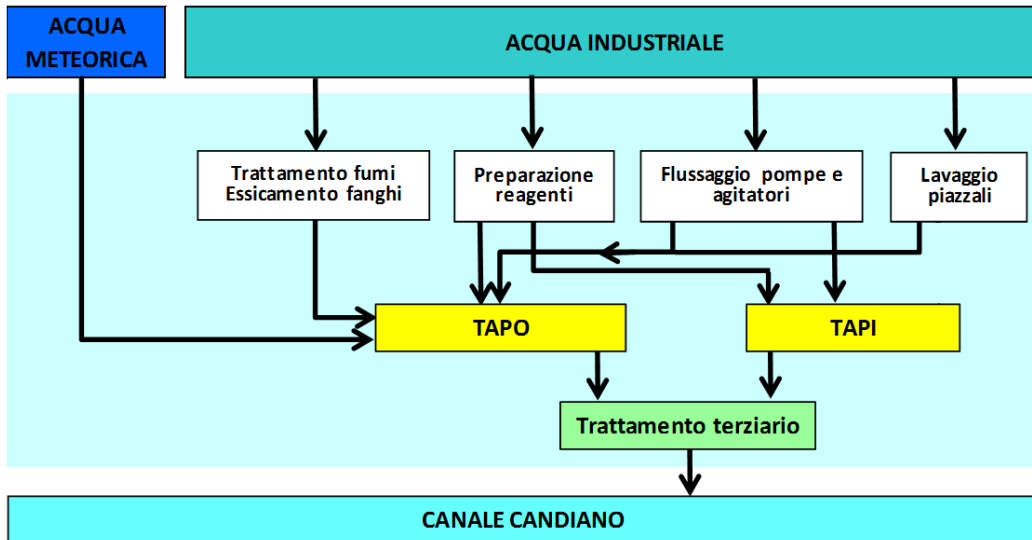 ACQUA
METEORICA
ACQUA INDUSTRIALE
Trattamento fumi
Essicamento fanghi
Preparazione
reagenti
Flussaggio pompe e
agitatori
Lavaggio
piazzali
TAPO
TAPI
Trattamento terziario
CANALE CANDIANO